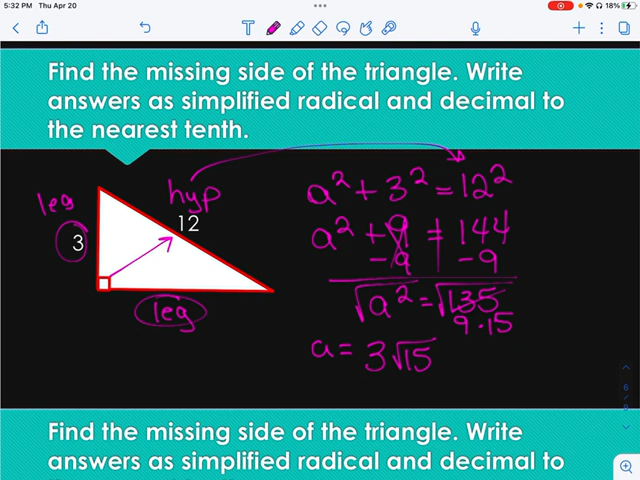 5:32 PM Thu Apr 20
18%
Find the missing side of the triangle. Write
answers as simplified radical and decimal to
the nearest tenth.
leg
hyp
12
3
leg
a² + 3² = 12²
a² + 9 = 144
-9 -9
√a² = √135
9·15
a = 3√15
6
Find the missing side of the triangle. Write
answers as simplified radical and decimal to